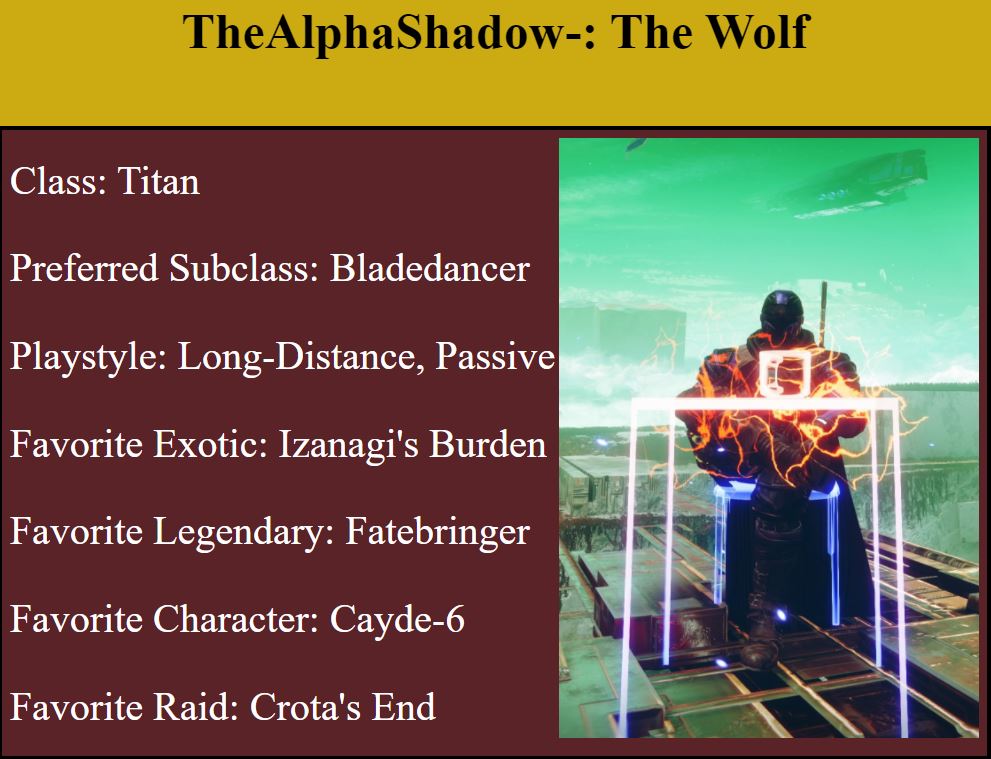 TheAlphaShadow-: The Wolf
Class: Titan
Preferred Subclass: Bladedancer
Playstyle: Long-Distance, Passive
Favorite Exotic: Izanagi's Burden
Favorite Legendary: Fatebringer
Favorite Character: Cayde-6
Favorite Raid: Crota's End